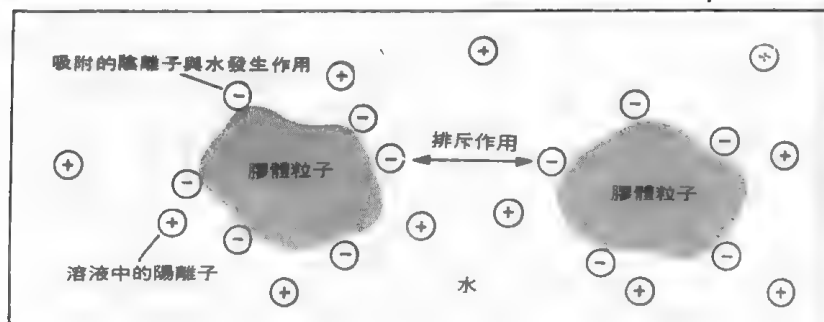 吸附的陰離子與水發生作用
排斥作用
膠體粒子
膠體粒子
溶液中的陽離子
水